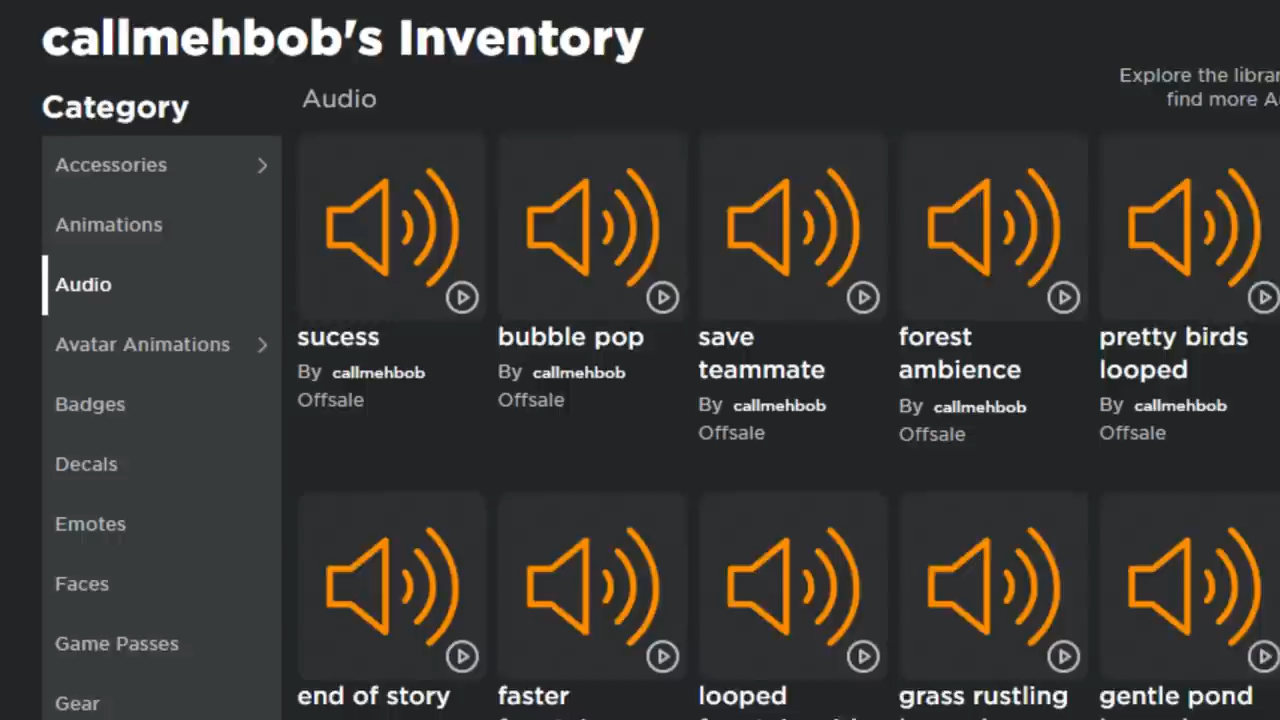 callmehbob's Inventory
Explore the librar
find more A
Category
Accessories
Animations
Audio
Avatar Animations
Badges
Decals
Emotes
Faces
Game Passes
Gear
Audio
sucess
By callmehbob
Offsale
bubble pop
By callmehbob
Offsale
save
teammate
By callmehbob
Offsale
forest
ambience
By callmehbob
Offsale
pretty birds
looped
By callmehbob
Offsale
end of story
faster
looped
grass rustling
gentle pond